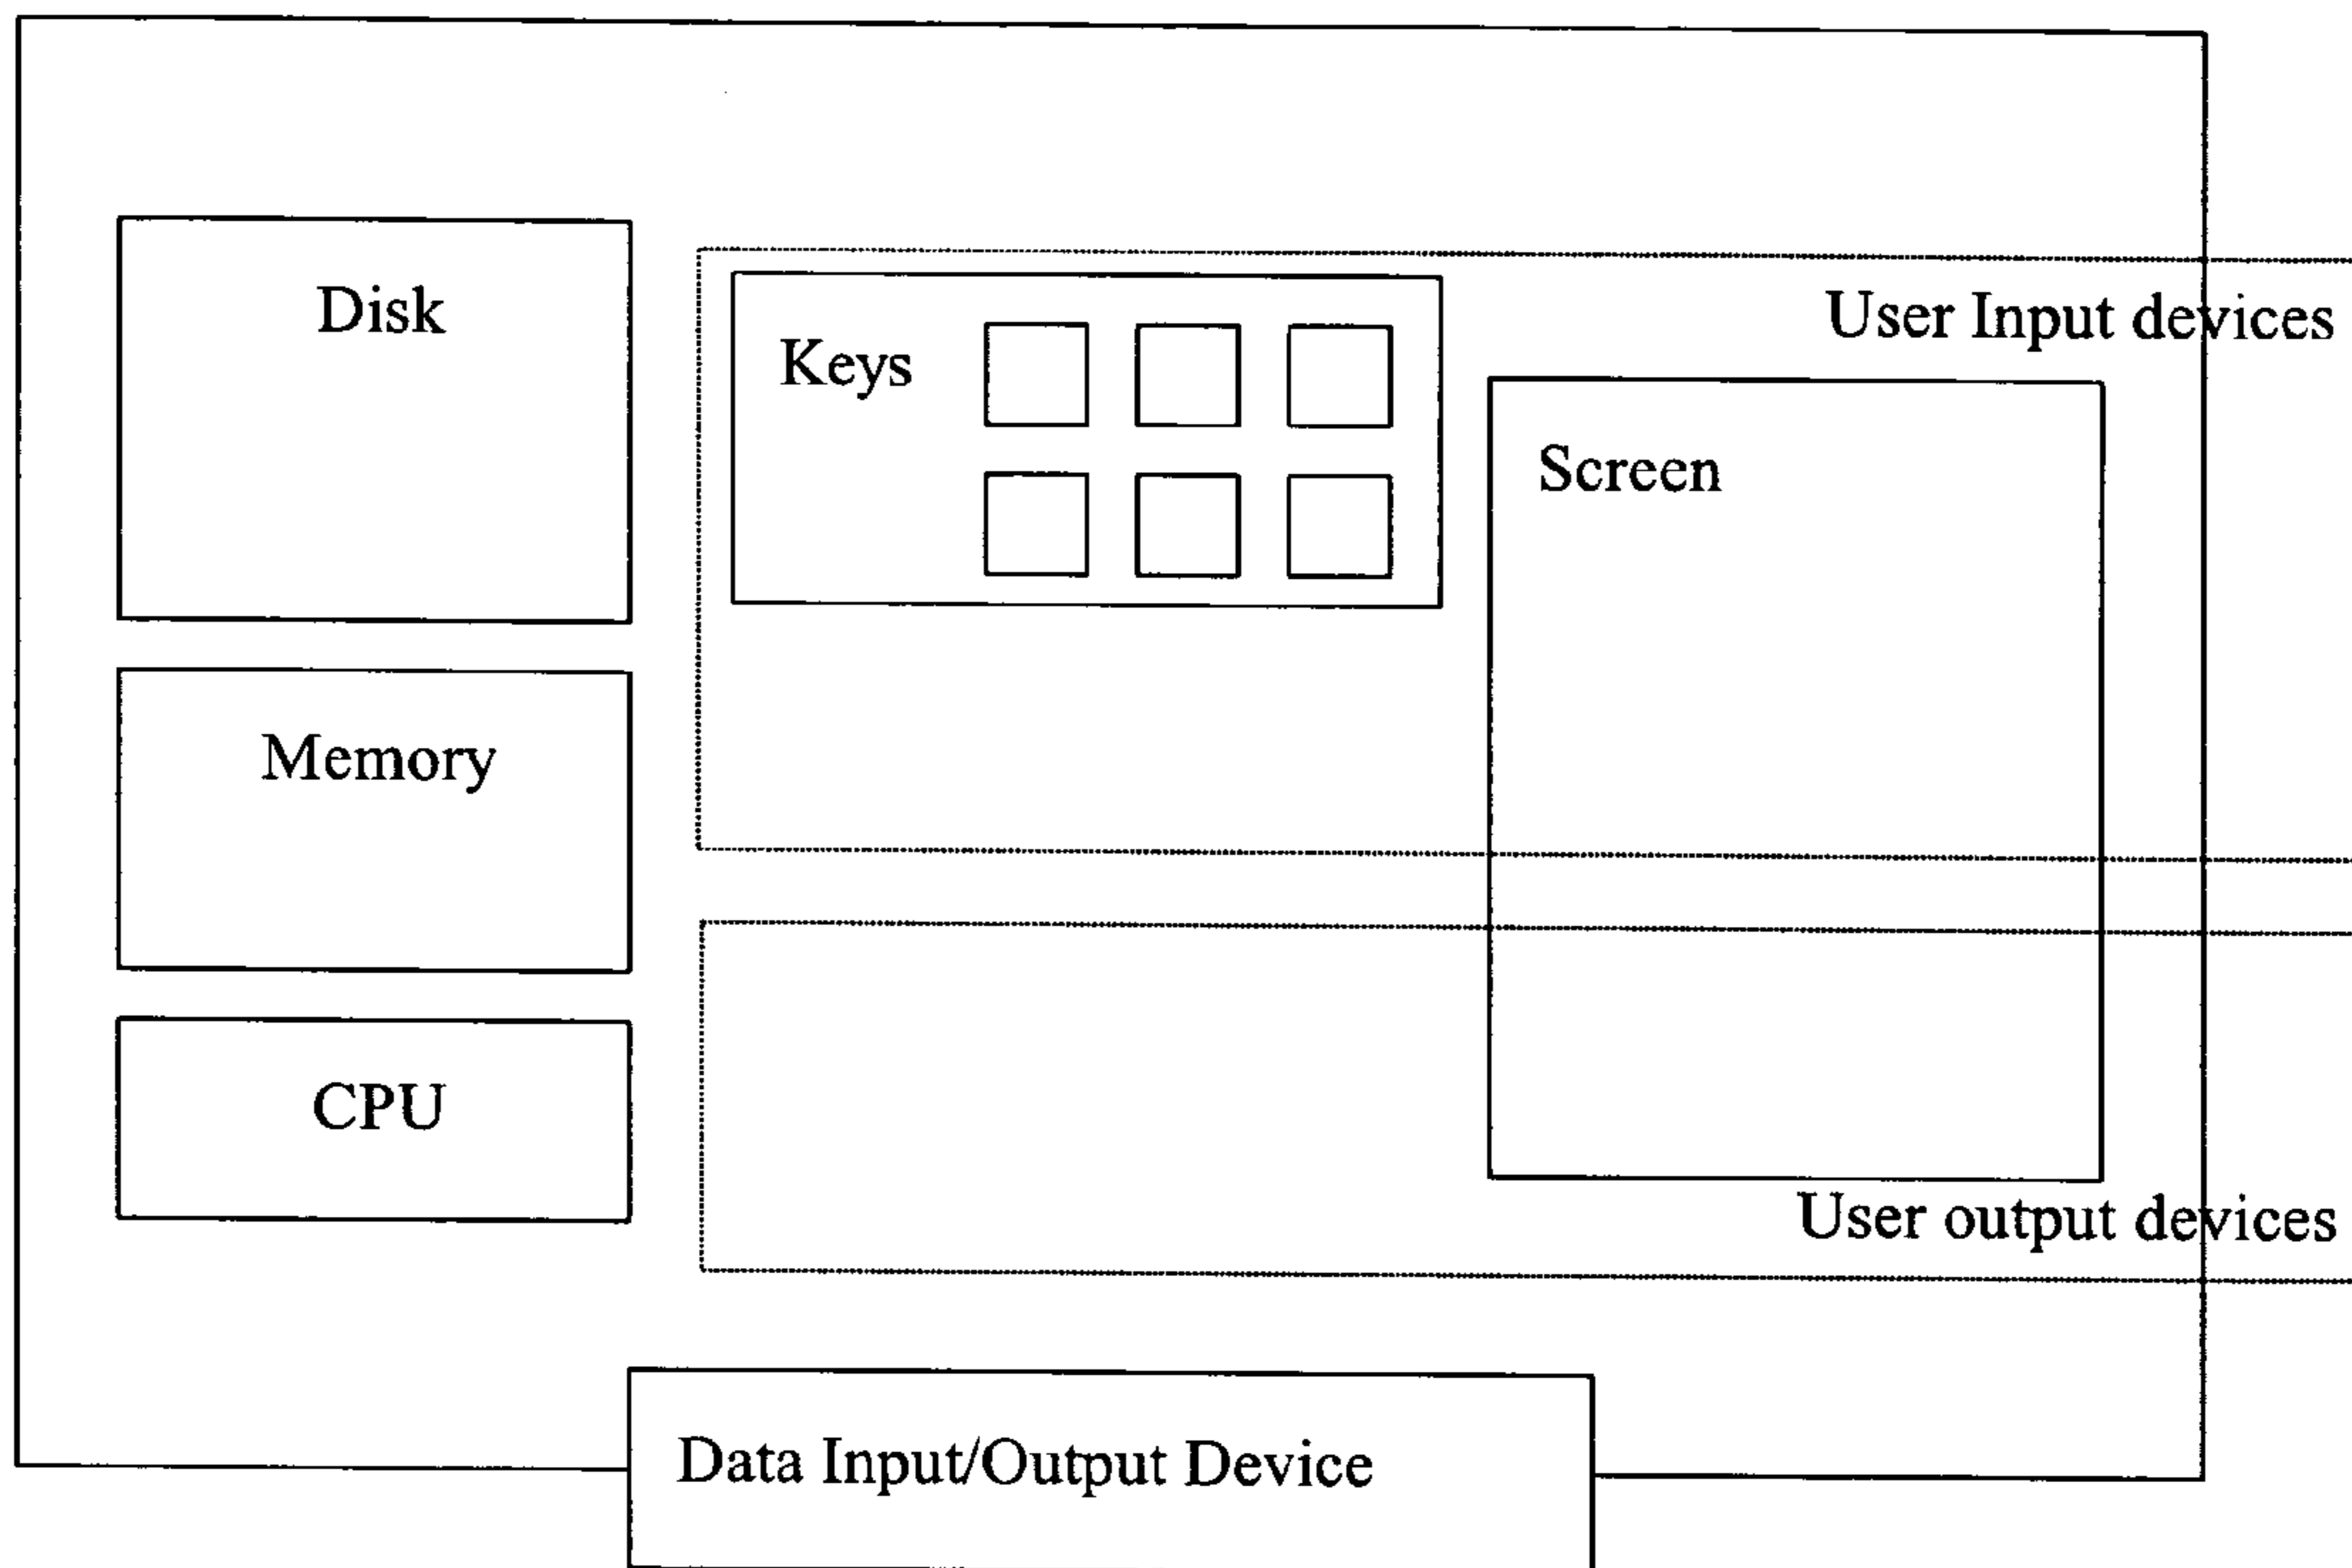 Disk
Keys
User Input devices
Screen
Memory
CPU
User output devices
Data Input/Output Device